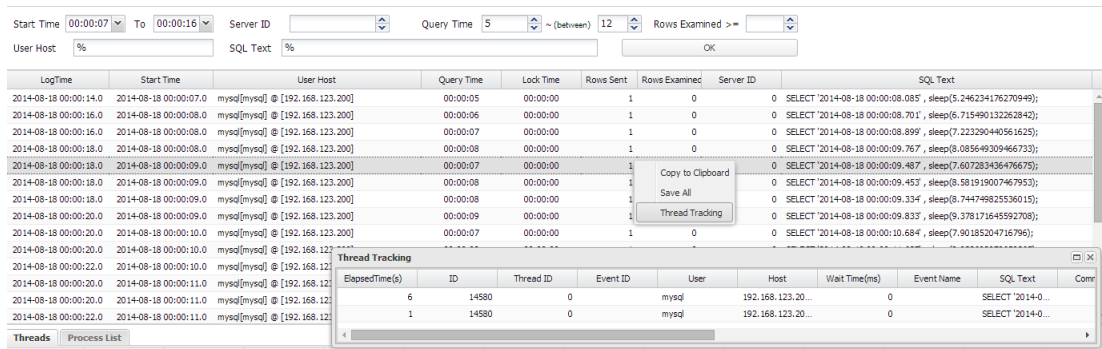 Start Time 00:00:07 To 00:00:16 Server ID Query Time 5 ~ (between) 12 Rows Examined >=
User Host % SQL Text % OK
LogTime Start Time User Host Query Time Lock Time Rows Sent Rows Examined Server ID SQL Text
2014-08-18 00:00:14.0 2014-08-18 00:00:07.0 mysql[mysql] @ [192.168.123.200] 00:00:05 00:00:00 1 0 0 SELECT '2014-08-18 00:00:08.085' , sleep(5.246234176270949);
2014-08-18 00:00:16.0 2014-08-18 00:00:08.0 mysql[mysql] @ [192.168.123.200] 00:00:06 00:00:00 1 0 0 SELECT '2014-08-18 00:00:08.701' , sleep(6.715490132262842);
2014-08-18 00:00:16.0 2014-08-18 00:00:08.0 mysql[mysql] @ [192.168.123.200] 00:00:07 00:00:00 1 0 0 SELECT '2014-08-18 00:00:08.899' , sleep(7.223290440561625);
2014-08-18 00:00:18.0 2014-08-18 00:00:08.0 mysql[mysql] @ [192.168.123.200] 00:00:08 00:00:00 1 0 0 SELECT '2014-08-18 00:00:09.767' , sleep(8.085649309466733);
2014-08-18 00:00:18.0 2014-08-18 00:00:09.0 mysql[mysql] @ [192.168.123.200] 00:00:07 00:00:00 1 0 SELECT '2014-08-18 00:00:09.487' , sleep(7.607283436476675);
2014-08-18 00:00:18.0 2014-08-18 00:00:09.0 mysql[mysql] @ [192.168.123.200] 00:00:08 00:00:00 1 0 SELECT '2014-08-18 00:00:09.453' , sleep(8.581919007467953);
2014-08-18 00:00:18.0 2014-08-18 00:00:09.0 mysql[mysql] @ [192.168.123.200] 00:00:08 00:00:00 1 0 SELECT '2014-08-18 00:00:09.334' , sleep(8.744749825536015);
2014-08-18 00:00:20.0 2014-08-18 00:00:09.0 mysql[mysql] @ [192.168.123.200] 00:00:09 00:00:00 1 0 SELECT '2014-08-18 00:00:09.833' , sleep(9.378171645592708);
2014-08-18 00:00:20.0 2014-08-18 00:00:10.0 mysql[mysql] @ [192.168.123.200] 00:00:07 00:00:00 1 0 0 SELECT '2014-08-18 00:00:10.684' , sleep(7.90185204716796);
2014-08-18 00:00:20.0 2014-08-18 00:00:10.0 mysql[mysql] @ [192.168.123
2014-08-18 00:00:22.0 2014-08-18 00:00:10.0 mysql[mysql] @ [192.168.123
2014-08-18 00:00:20.0 2014-08-18 00:00:11.0 mysql[mysql] @ [192.168.123
2014-08-18 00:00:20.0 2014-08-18 00:00:11.0 mysql[mysql] @ [192.168.123
2014-08-18 00:00:22.0 2014-08-18 00:00:11.0 mysql[mysql] @ [192.168.123
Copy to Clipboard
Save All
Thread Tracking
Thread Tracking
ElapsedTime(s) ID Thread ID Event ID User Host Wait Time(ms) Event Name SQL Text Comm
6 14580 0 0 mysql 192.168.123.20... 0 SELECT '2014-0...
1 14580 0 0 mysql 192.168.123.20... 0 SELECT '2014-0...
Threads Process List